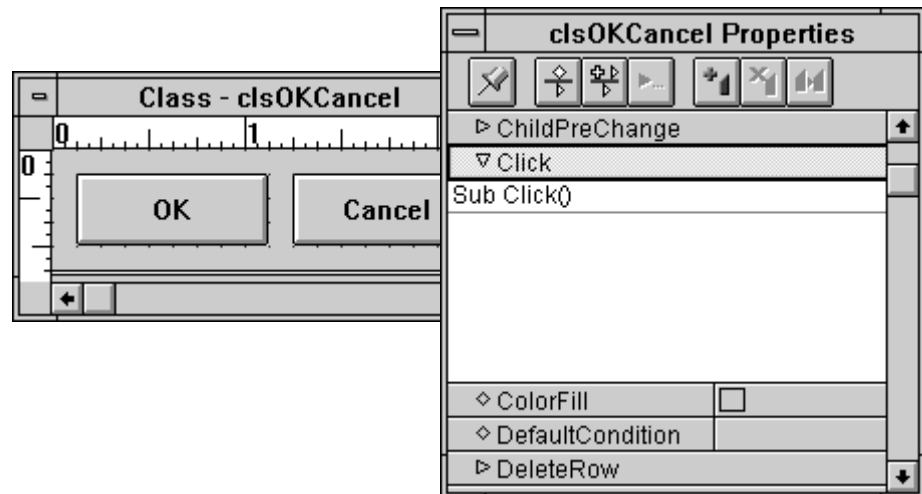 Class - clsOKCancel
0 1
0
OK Cancel
clsOKCancel Properties
ChildPreChange
Click
Sub Click()
ColorFill
DefaultCondition
DeleteRow